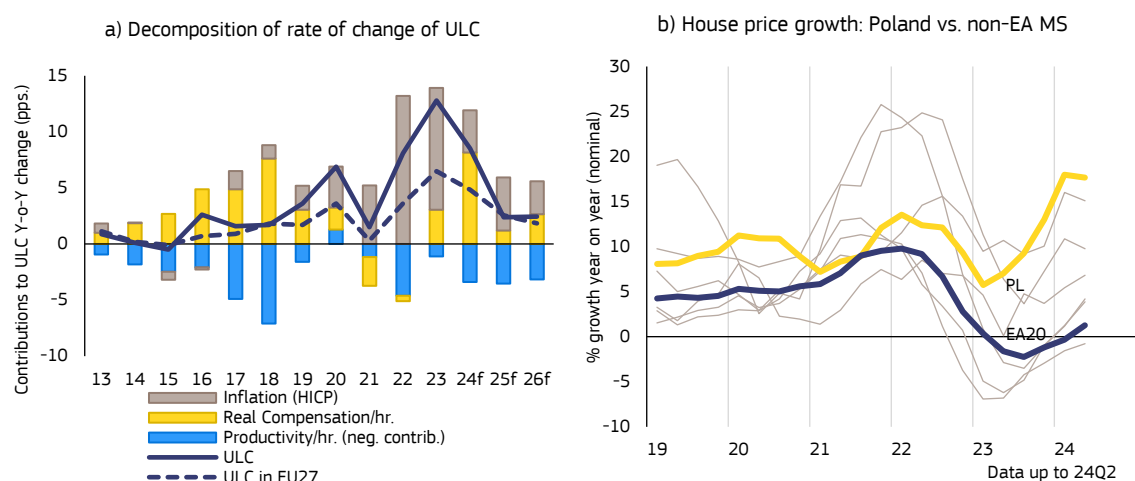 a) Decomposition of rate of change of ULC
Contributions to ULC Y-o-Y change (pps.)
15
10
5
0
-5
-10
13 14 15 16 17 18 19 20 21 22 23 24f 25f 26f
Inflation (HICP)
Real Compensation/hr.
Productivity/hr. (neg. contrib.)
ULC
ULC in EU27
b) House price growth: Poland vs. non-EA MS
% growth year on year (nominal)
30
25
20
15
10
5
0
-5
-10
PL
EA20
19 20 21 22 23 24
Data up to 24Q2